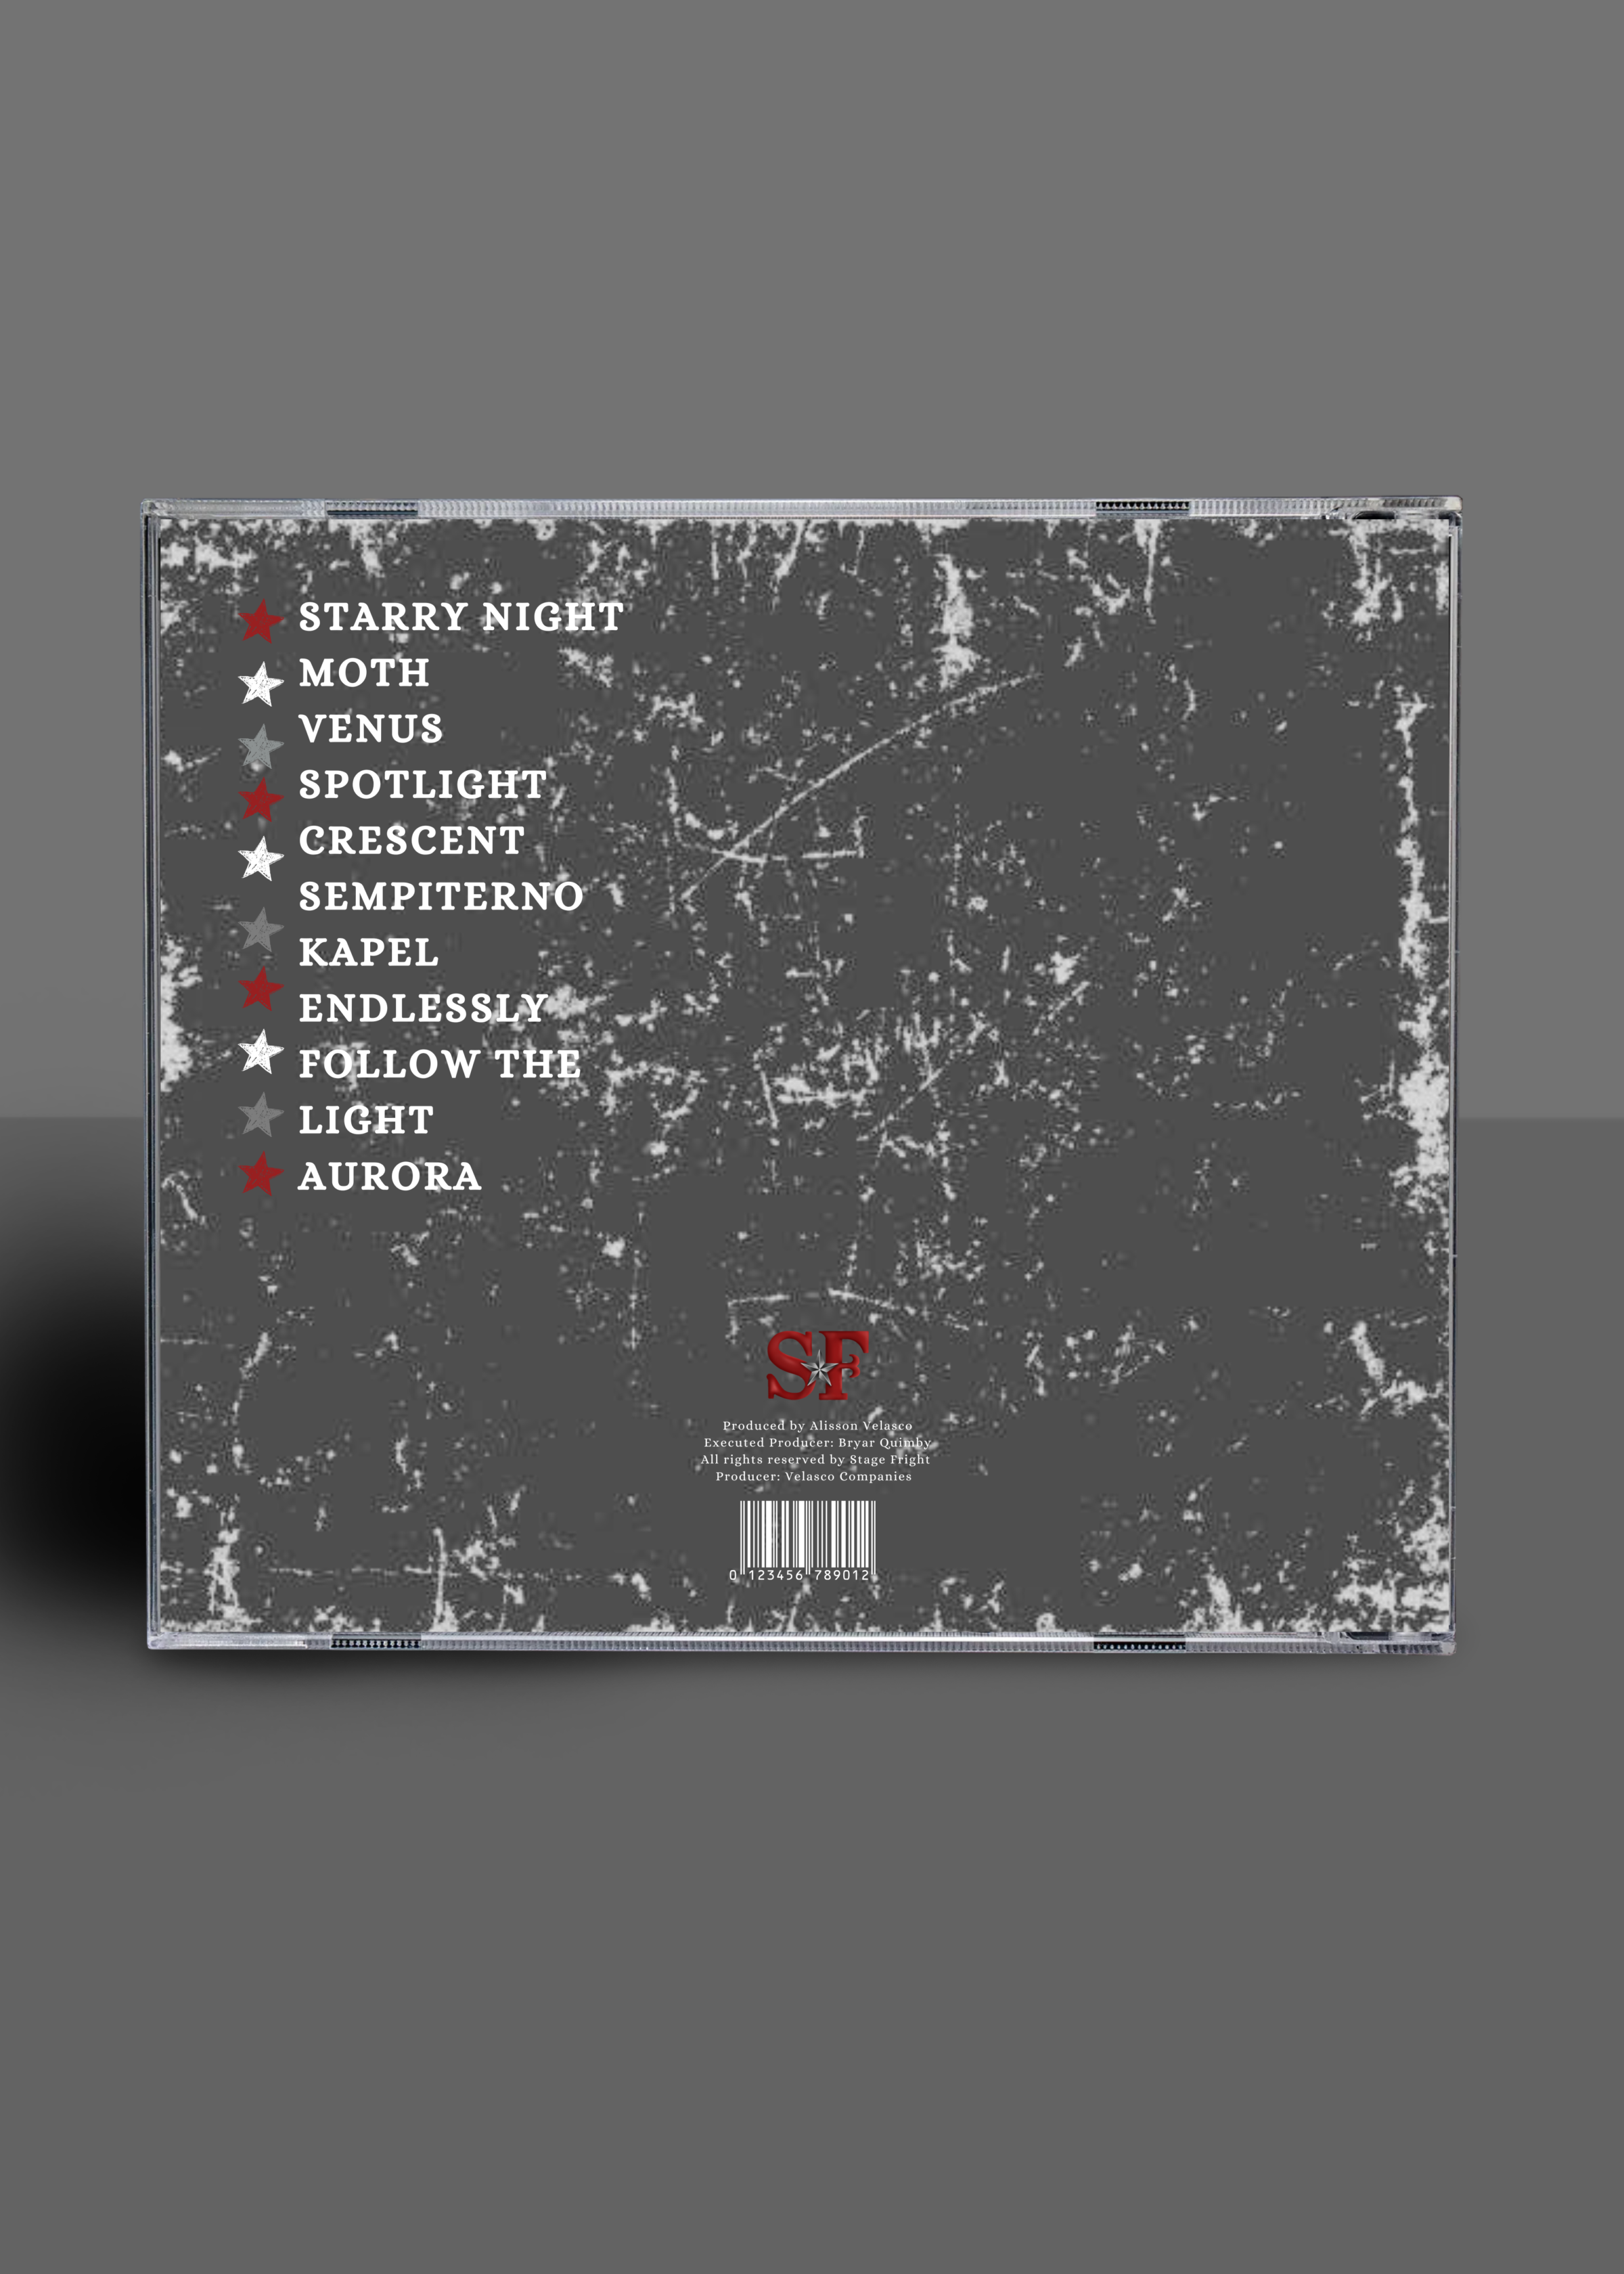 STARRY NIGHT
MOTH
VENUS
SPOTLIGHT
CRESCENT
SEMPITERNO
KAPEL
ENDLESSLY
FOLLOW THE
LIGHT
AURORA
SF
Produced by Alisson Velasco
Executed Producer: Bryar Quimby
All rights reserved by Stage Fright
Producer: Velasco Companies
0 123456 789012